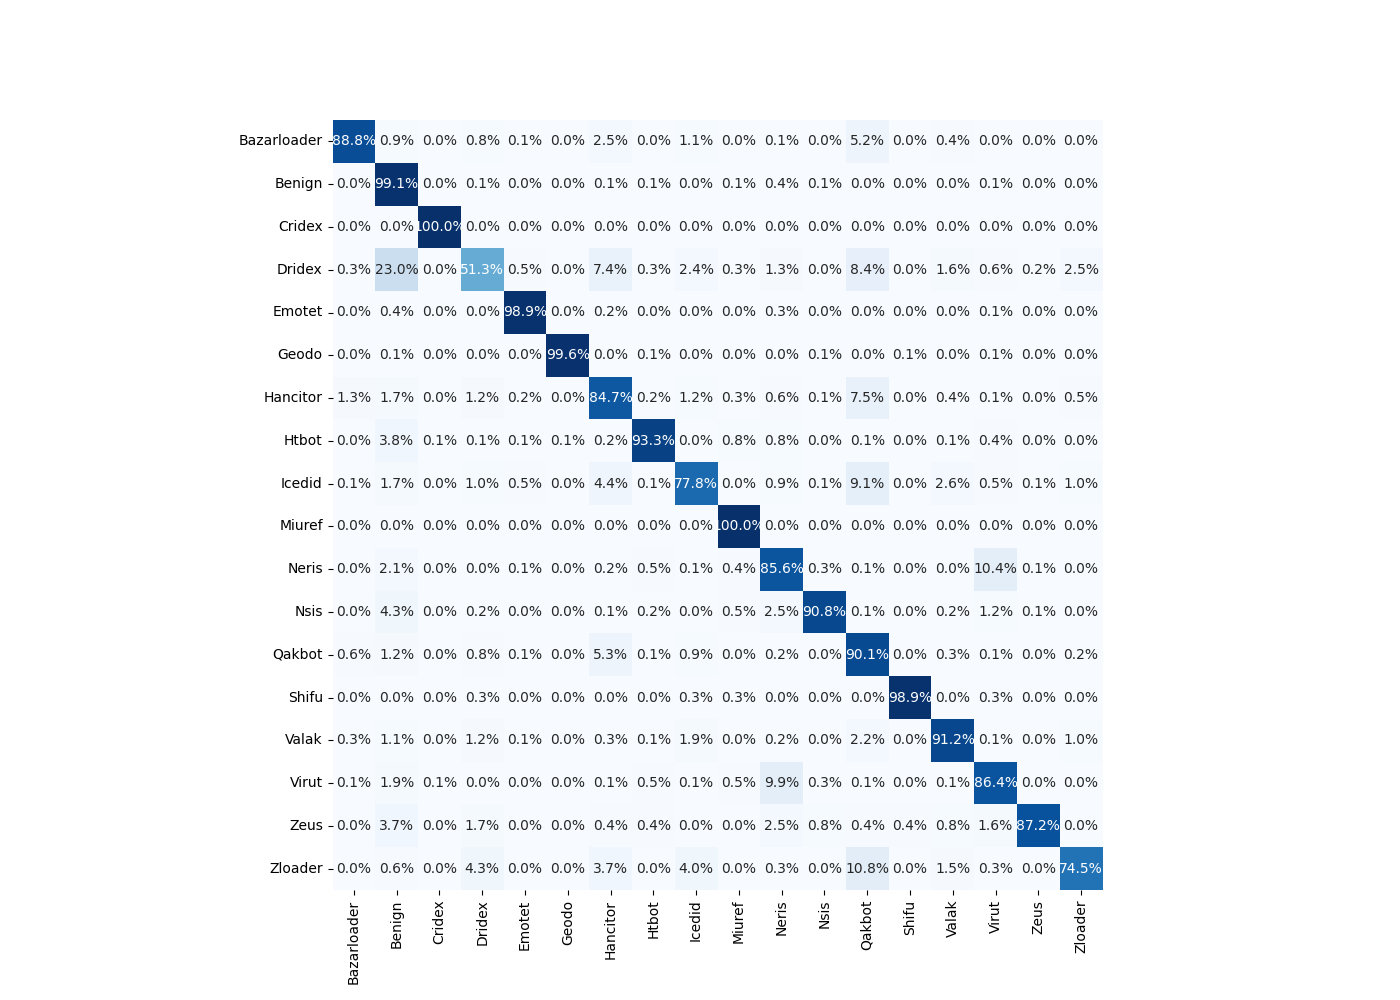 Bazarloader 88.8% 0.9% 0.0% 0.8% 0.1% 0.0% 2.5% 0.0% 1.1% 0.0% 0.1% 0.0% 5.2% 0.0% 0.4% 0.0% 0.0% 0.0%
Benign 0.0% 99.1% 0.0% 0.1% 0.0% 0.0% 0.1% 0.1% 0.0% 0.1% 0.4% 0.1% 0.0% 0.0% 0.0% 0.1% 0.0% 0.0%
Cridex 0.0% 0.0% 100.0% 0.0% 0.0% 0.0% 0.0% 0.0% 0.0% 0.0% 0.0% 0.0% 0.0% 0.0% 0.0% 0.0% 0.0% 0.0%
Dridex 0.3% 23.0% 0.0% 51.3% 0.5% 0.0% 7.4% 0.3% 2.4% 0.3% 1.3% 0.0% 8.4% 0.0% 1.6% 0.6% 0.2% 2.5%
Emotet 0.0% 0.4% 0.0% 0.0% 98.9% 0.0% 0.2% 0.0% 0.0% 0.0% 0.3% 0.0% 0.0% 0.0% 0.0% 0.1% 0.0% 0.0%
Geodo 0.0% 0.1% 0.0% 0.0% 0.0% 99.6% 0.0% 0.1% 0.0% 0.0% 0.0% 0.1% 0.0% 0.1% 0.0% 0.1% 0.0% 0.0%
Hancitor 1.3% 1.7% 0.0% 1.2% 0.2% 0.0% 84.7% 0.2% 1.2% 0.3% 0.6% 0.1% 7.5% 0.0% 0.4% 0.1% 0.0% 0.5%
Htbot 0.0% 3.8% 0.1% 0.1% 0.1% 0.1% 0.2% 93.3% 0.0% 0.8% 0.8% 0.0% 0.1% 0.0% 0.1% 0.4% 0.0% 0.0%
Icedid 0.1% 1.7% 0.0% 1.0% 0.5% 0.0% 4.4% 0.1% 77.8% 0.0% 0.9% 0.1% 9.1% 0.0% 2.6% 0.5% 0.1% 1.0%
Miuref 0.0% 0.0% 0.0% 0.0% 0.0% 0.0% 0.0% 0.0% 0.0% 100.0% 0.0% 0.0% 0.0% 0.0% 0.0% 0.0% 0.0% 0.0%
Neris 0.0% 2.1% 0.0% 0.0% 0.1% 0.0% 0.2% 0.5% 0.1% 0.4% 85.6% 0.3% 0.1% 0.0% 0.0% 10.4% 0.1% 0.0%
Nsis 0.0% 4.3% 0.0% 0.2% 0.0% 0.0% 0.1% 0.2% 0.0% 0.5% 2.5% 90.8% 0.1% 0.0% 0.2% 1.2% 0.1% 0.0%
Qakbot 0.6% 1.2% 0.0% 0.8% 0.1% 0.0% 5.3% 0.1% 0.9% 0.0% 0.2% 0.0% 90.1% 0.0% 0.3% 0.1% 0.0% 0.2%
Shifu 0.0% 0.0% 0.0% 0.3% 0.0% 0.0% 0.0% 0.0% 0.3% 0.3% 0.0% 0.0% 0.0% 98.9% 0.0% 0.3% 0.0% 0.0%
Valak 0.3% 1.1% 0.0% 1.2% 0.1% 0.0% 0.3% 0.1% 1.9% 0.0% 0.2% 0.0% 2.2% 0.0% 91.2% 0.1% 0.0% 1.0%
Virut 0.1% 1.9% 0.1% 0.0% 0.0% 0.0% 0.1% 0.5% 0.1% 0.5% 9.9% 0.3% 0.1% 0.0% 0.1% 86.4% 0.0% 0.0%
Zeus 0.0% 3.7% 0.0% 1.7% 0.0% 0.0% 0.4% 0.4% 0.0% 0.0% 2.5% 0.8% 0.4% 0.4% 0.8% 1.6% 87.2% 0.0%
Zloader 0.0% 0.6% 0.0% 4.3% 0.0% 0.0% 3.7% 0.0% 4.0% 0.0% 0.3% 0.0% 10.8% 0.0% 1.5% 0.3% 0.0% 74.5%
Bazarloader Benign Cridex Dridex Emotet Geodo Hancitor Htbot Icedid Miuref Neris Nsis Qakbot Shifu Valak Virut Zeus Zloader